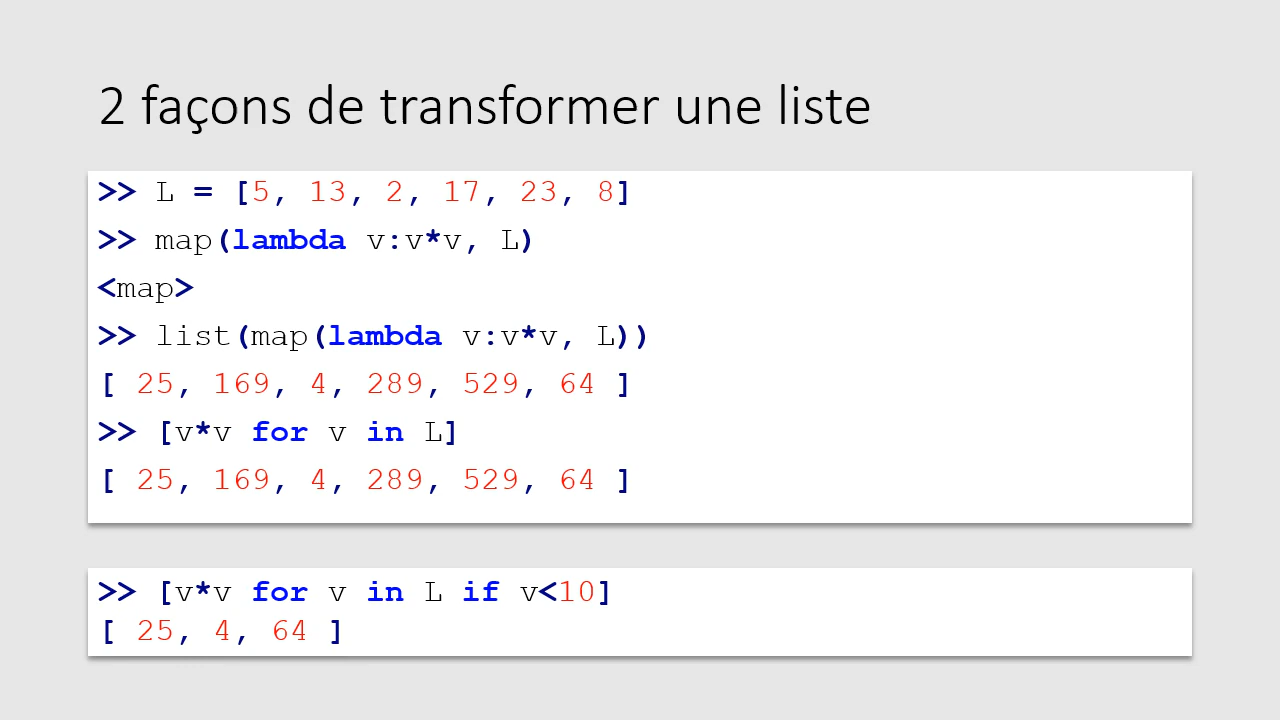 2 façons de transformer une liste
>> L = [5, 13, 2, 17, 23, 8]
>> map(lambda v:v*v, L)
<map>
>> list(map(lambda v:v*v, L))
[ 25, 169, 4, 289, 529, 64 ]
>> [v*v for v in L]
[ 25, 169, 4, 289, 529, 64 ]
>> [v*v for v in L if v<10]
[ 25, 4, 64 ]